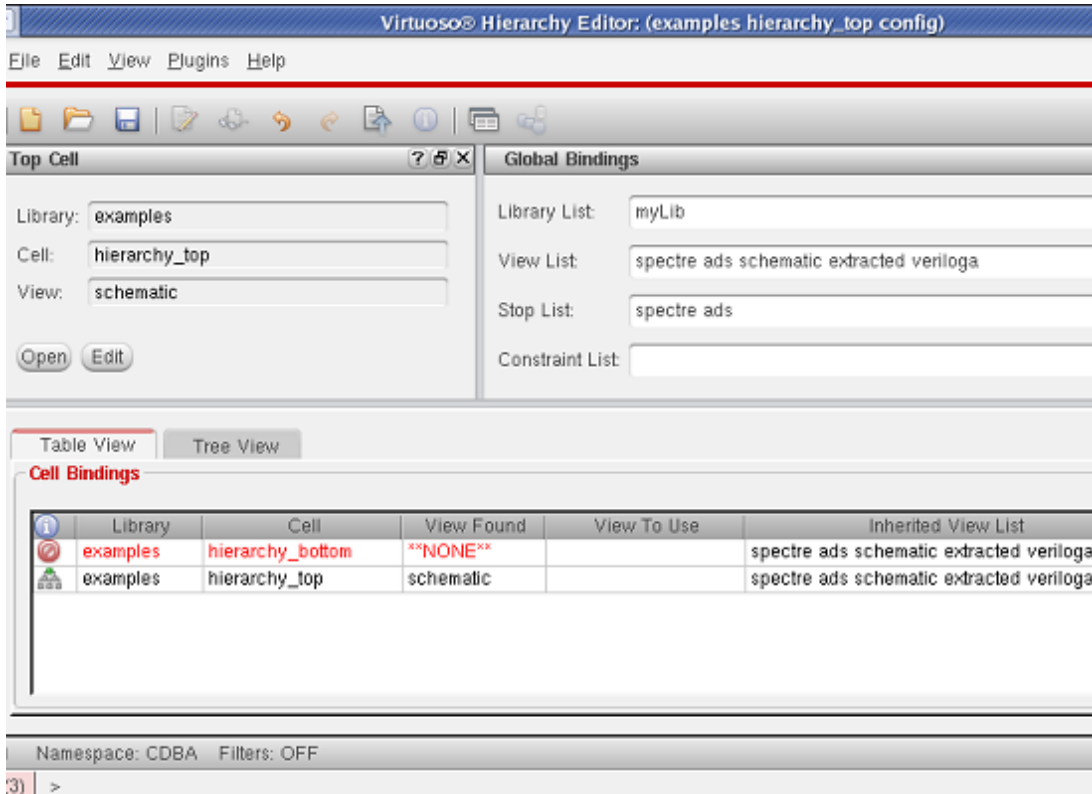 Virtuoso® Hierarchy Editor: (examples hierarchy_top config)
File Edit View Plugins Help
Top Cell
Library: examples
Cell: hierarchy_top
View: schematic
Open Edit
Global Bindings
Library List: myLib
View List: spectre ads schematic extracted veriloga
Stop List: spectre ads
Constraint List:
Table View Tree View
Cell Bindings
Library Cell View Found View To Use Inherited View List
examples hierarchy_bottom **NONE** spectre ads schematic extracted veriloga
examples hierarchy_top schematic spectre ads schematic extracted veriloga
Namespace: CDBA Filters: OFF
(3) >